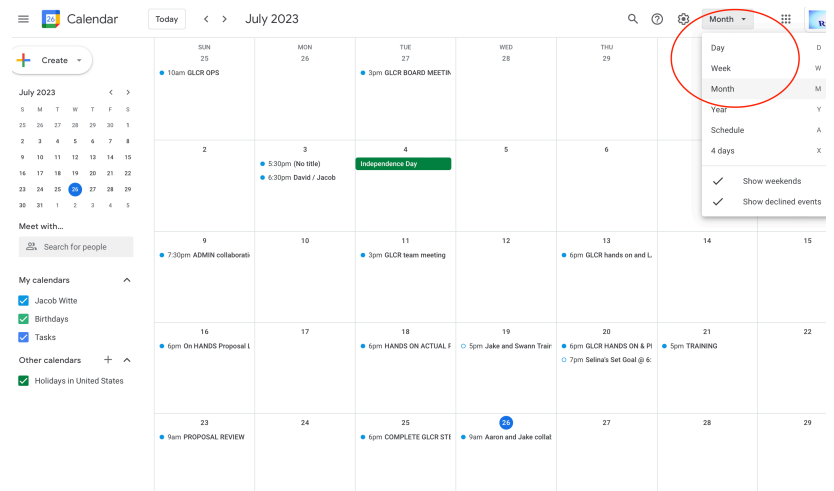 26 Calendar Today July 2023 Month
Create
July 2023
S M T W T F S
25 26 27 28 29 30 1
2 3 4 5 6 7 8
9 10 11 12 13 14 15
16 17 18 19 20 21 22
23 24 25 26 27 28 29
30 31 1 2 3 4 5
Meet with...
Search for people
My calendars
Jacob Witte
Birthdays
Tasks
Other calendars
Holidays in United States
SUN MON TUE WED THU
25 26 27 28 29
10am GLCR OPS 3pm GLCR BOARD MEETIN
2 3 4 5 6
5:30pm (No title) Independence Day
6:30pm David / Jacob
9 10 11 12 13 14 15
7:30pm ADMIN collaborati 3pm GLCR team meeting 6pm GLCR hands on and L
16 17 18 19 20 21 22
6pm On HANDS Proposal 6pm HANDS ON ACTUAL 5pm Jake and Swann Train 6pm GLCR HANDS ON & 5pm TRAINING
7pm Selina's Set Goal @ 6:
23 24 25 26 27 28 29
9am PROPOSAL REVIEW 6pm COMPLETE GLCR 9am Aaron and Jake collab
Day D
Week W
Month M
Year Y
Schedule A
4 days X
Show weekends
Show declined events